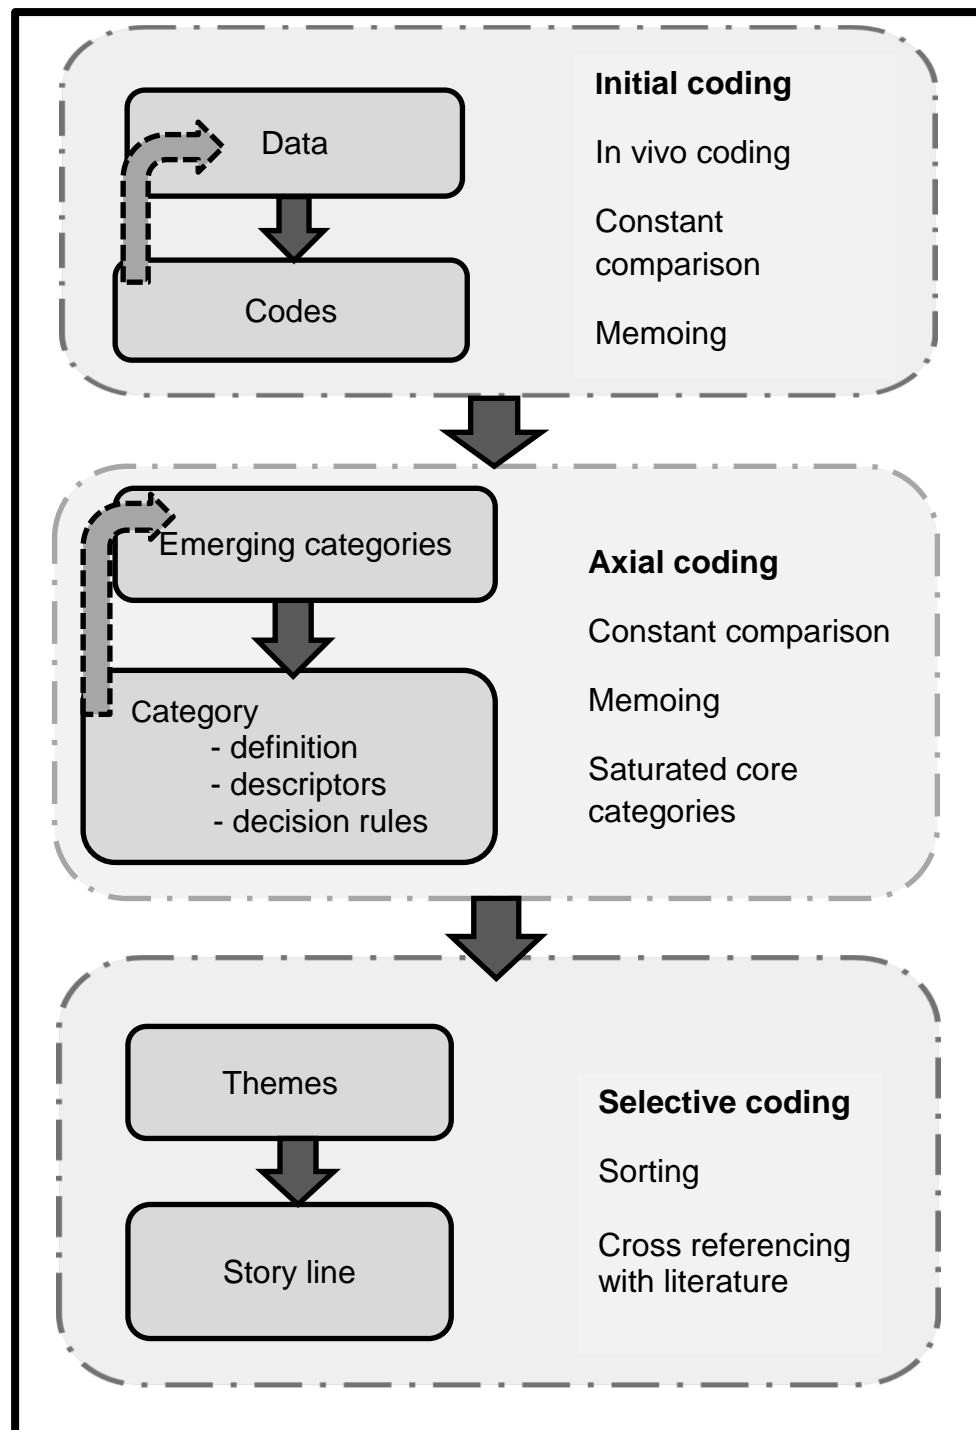 Data
Codes
Initial coding
In vivo coding
Constant
comparison
Memoing
Emerging categories
Category
- definition
- descriptors
- decision rules
Axial coding
Constant comparison
Memoing
Saturated core
categories
Themes
Story line
Selective coding
Sorting
Cross referencing
with literature